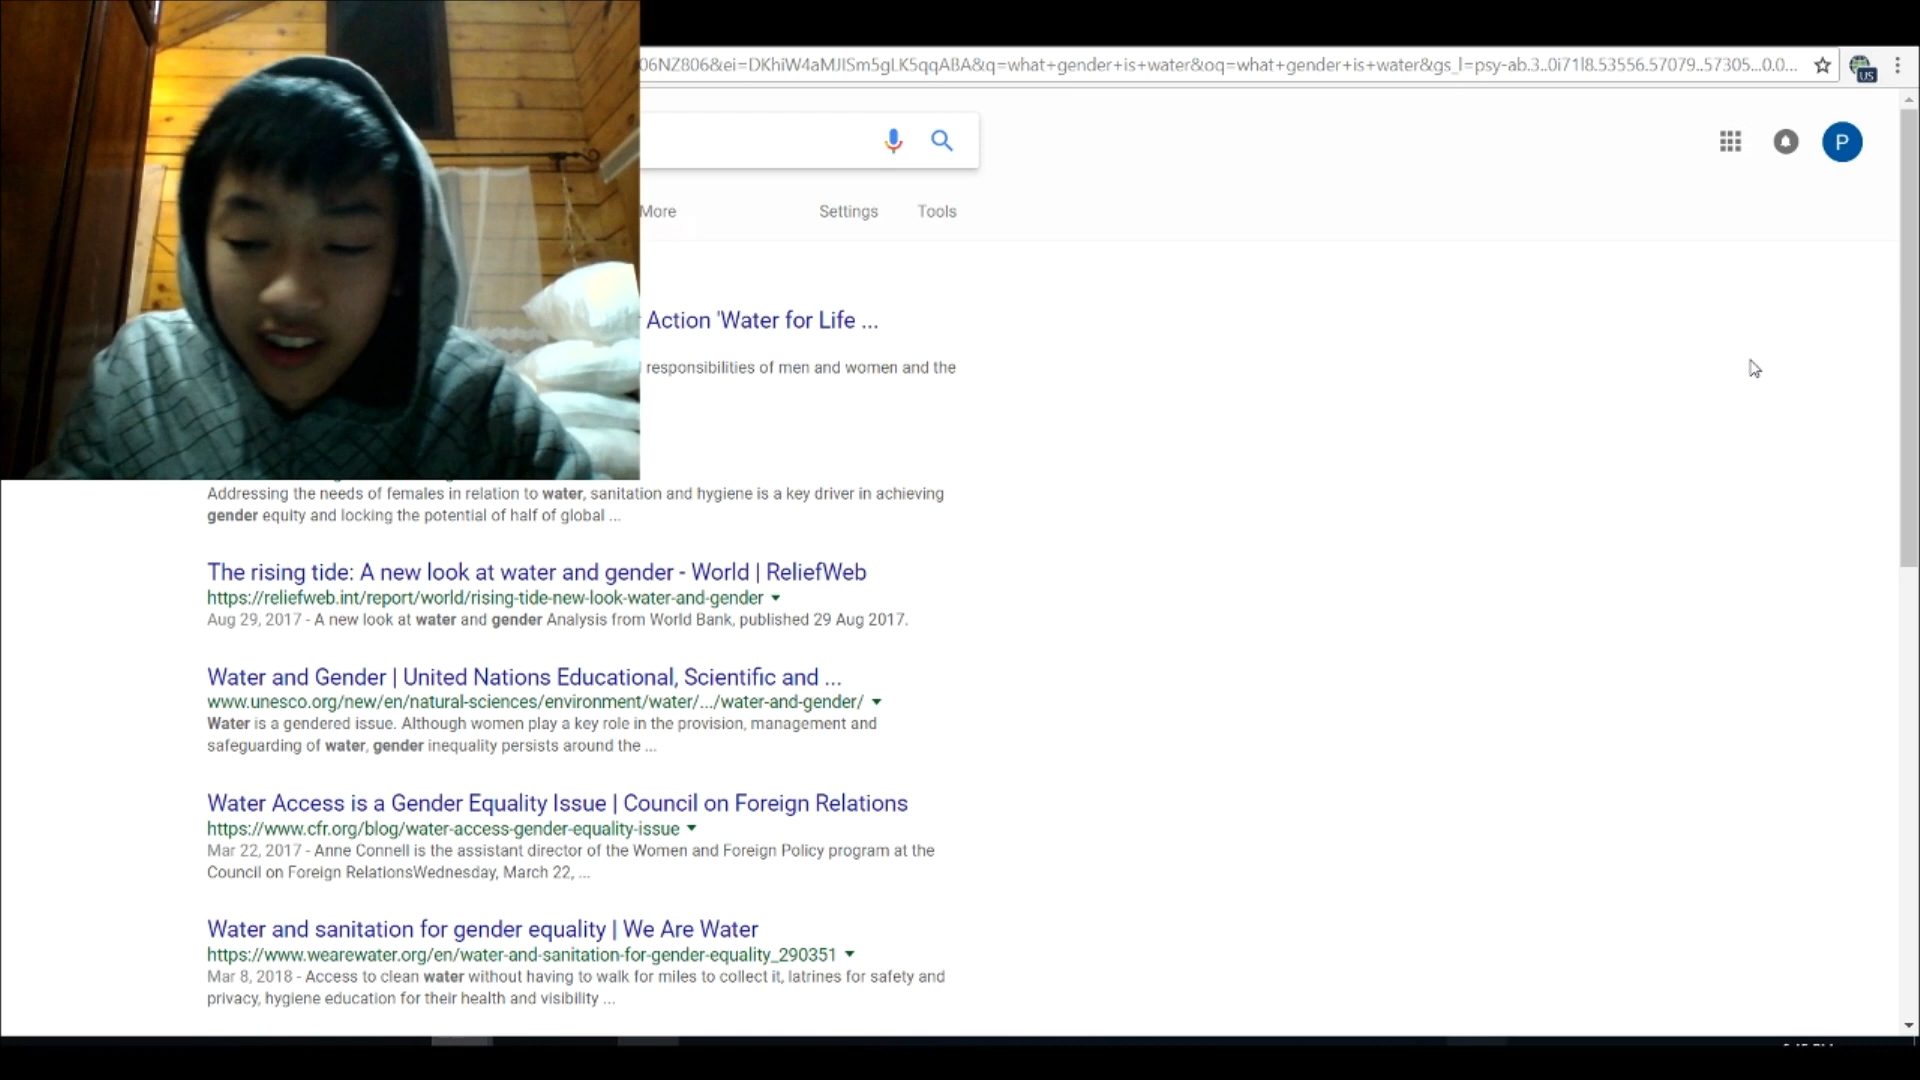 06NZ806&ei=DKhiW4aMJISm5gLK5qqABA&q=what+gender+is+water&oq=what+gender+is+water&gs_l=psy-ab.3..0i71l8.53556.57079..57305...0.0...
US
P
More Settings Tools
Action 'Water for Life ...
responsibilities of men and women and the
Addressing the needs of females in relation to water, sanitation and hygiene is a key driver in achieving
gender equity and locking the potential of half of global ...
The rising tide: A new look at water and gender - World | ReliefWeb
https://reliefweb.int/report/world/rising-tide-new-look-water-and-gender
Aug 29, 2017 - A new look at water and gender Analysis from World Bank, published 29 Aug 2017.
Water and Gender | United Nations Educational, Scientific and ...
www.unesco.org/new/en/natural-sciences/environment/water/.../water-and-gender/
Water is a gendered issue. Although women play a key role in the provision, management and
safeguarding of water, gender inequality persists around the ...
Water Access is a Gender Equality Issue | Council on Foreign Relations
https://www.cfr.org/blog/water-access-gender-equality-issue
Mar 22, 2017 - Anne Connell is the assistant director of the Women and Foreign Policy program at the
Council on Foreign RelationsWednesday, March 22, ...
Water and sanitation for gender equality | We Are Water
https://www.wearewater.org/en/water-and-sanitation-for-gender-equality_290351
Mar 8, 2018 - Access to clean water without having to walk for miles to collect it, latrines for safety and
privacy, hygiene education for their health and visibility ...